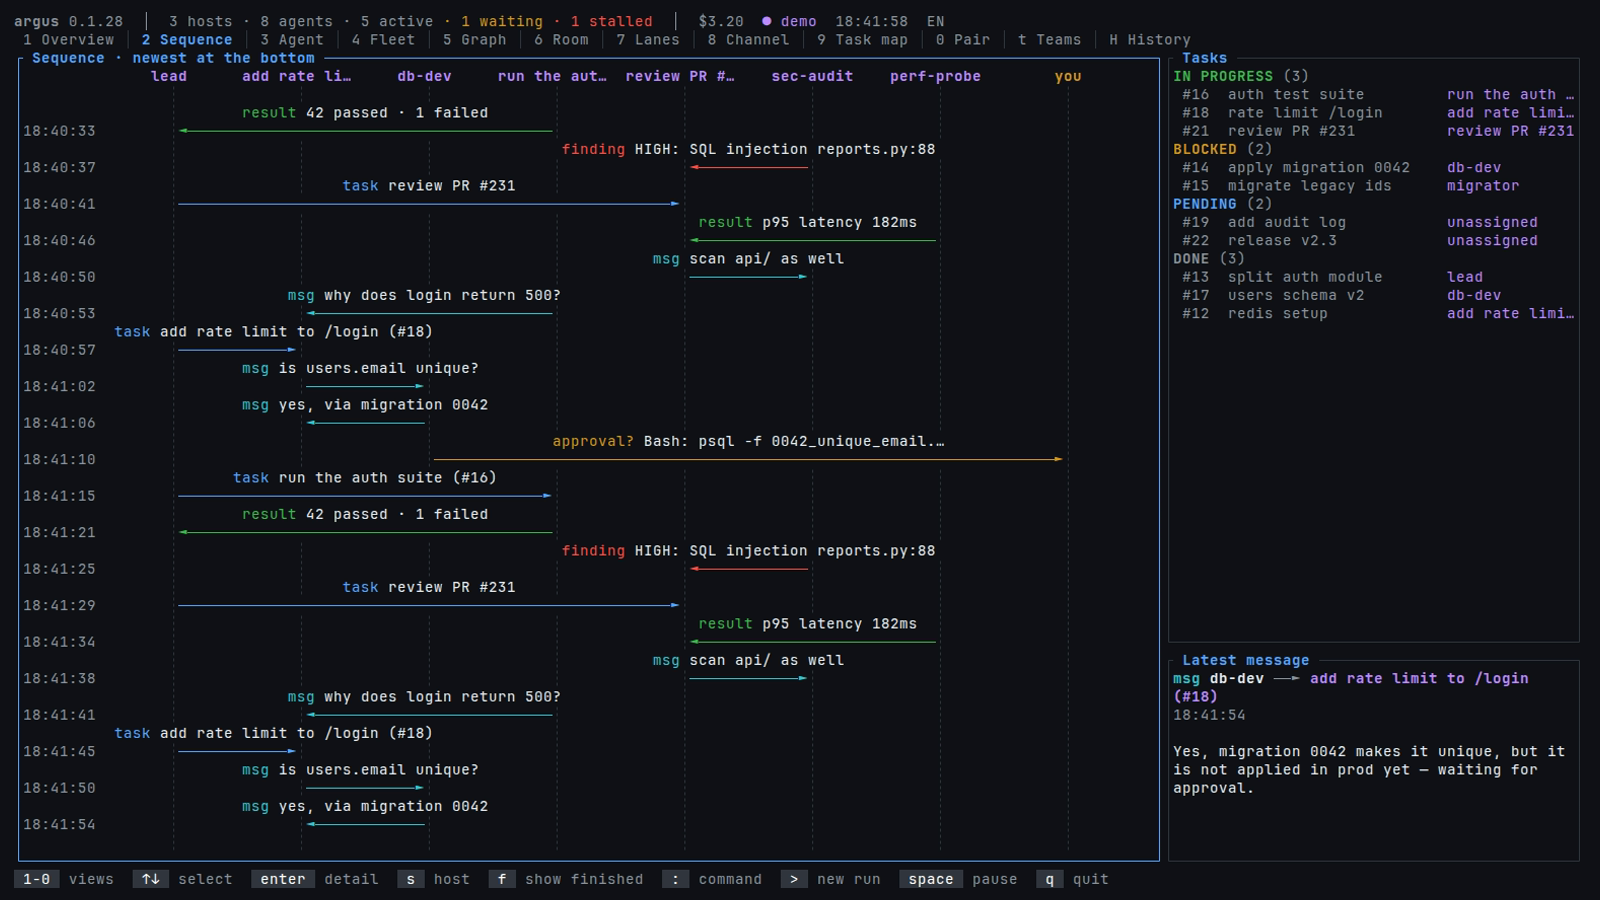 argus 0.1.28 │ 3 hosts · 8 agents · 5 active · 1 waiting · 1 stalled │ $3.20 ● demo 18:41:58 EN
1 Overview │ 2 Sequence │ 3 Agent │ 4 Fleet │ 5 Graph │ 6 Room │ 7 Lanes │ 8 Channel │ 9 Task map │ 0 Pair │ t Teams │ H History
Sequence · newest at the bottom
lead add rate li… db-dev run the aut… review PR #… sec-audit perf-probe you
result 42 passed · 1 failed
18:40:33
finding HIGH: SQL injection reports.py:88
18:40:37
task review PR #231
18:40:41
result p95 latency 182ms
18:40:46
msg scan api/ as well
18:40:50
msg why does login return 500?
18:40:53
task add rate limit to /login (#18)
18:40:57
msg is users.email unique?
18:41:02
msg yes, via migration 0042
18:41:06
approval? Bash: psql -f 0042_unique_email.…
18:41:10
task run the auth suite (#16)
18:41:15
result 42 passed · 1 failed
18:41:21
finding HIGH: SQL injection reports.py:88
18:41:25
task review PR #231
18:41:29
result p95 latency 182ms
18:41:34
msg scan api/ as well
18:41:38
msg why does login return 500?
18:41:41
task add rate limit to /login (#18)
18:41:45
msg is users.email unique?
18:41:50
msg yes, via migration 0042
18:41:54
Tasks
IN PROGRESS (3)
#16 auth test suite run the auth …
#18 rate limit /login add rate limi…
#21 review PR #231 review PR #231
BLOCKED (2)
#14 apply migration 0042 db-dev
#15 migrate legacy ids migrator
PENDING (2)
#19 add audit log unassigned
#22 release v2.3 unassigned
DONE (3)
#13 split auth module lead
#17 users schema v2 db-dev
#12 redis setup add rate limi…
Latest message
msg db-dev ──► add rate limit to /login
(#18)
18:41:54
Yes, migration 0042 makes it unique, but it
is not applied in prod yet — waiting for
approval.
1-0 views ↑↓ select enter detail s host f show finished : command > new run space pause q quit